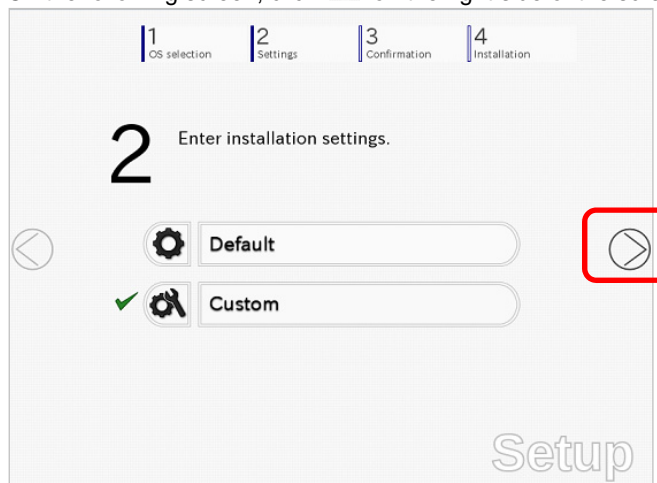 1 2 3 4
OS selection Settings Confirmation Installation
2 Enter installation settings.
Default
Custom
Setup